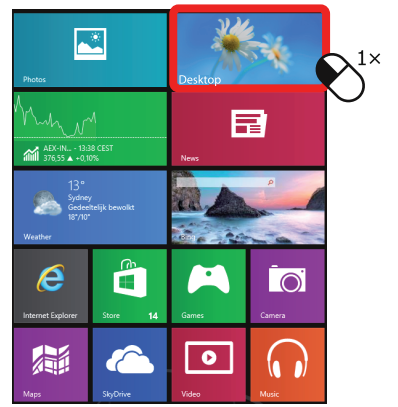 Photos
Desktop
1×
AEX-IN... - 13:38 CEST
376,55 ▲ +0,10%
News
13°
Sydney
Gedeeltelijk bewolkt
18°/10°
Weather
Bing
Internet Explorer
Store
14
Games
Camera
Maps
SkyDrive
Video
Music